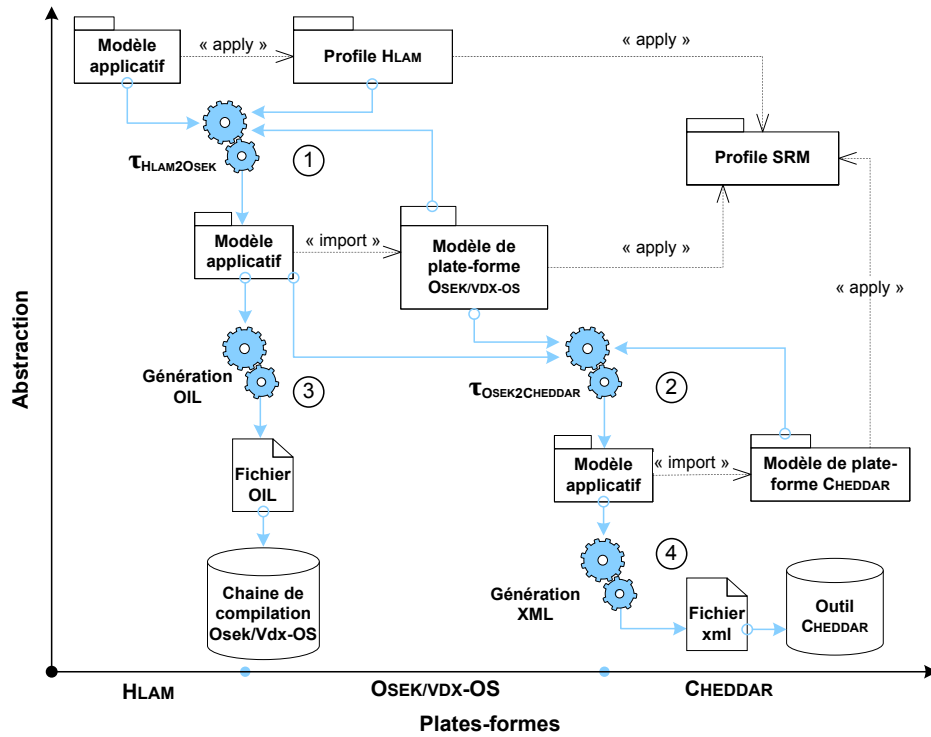 Modèle
applicatif
« apply »
Profile HLAM
« apply »
τHLAM2OSEK
1
Profile SRM
Modèle
applicatif
« import »
Modèle de
plate-forme
OSEK/VDX-OS
« apply »
« apply »
Génération
OIL
3
τOSEK2CHEDDAR
2
Fichier
OIL
Modèle
applicatif
« import »
Modèle de plate-
forme CHEDDAR
Chaine de
compilation
Osek/Vdx-OS
4
Génération
XML
Fichier
xml
Outil
CHEDDAR
Abstraction
HLAM
OSEK/VDX-OS
CHEDDAR
Plates-formes